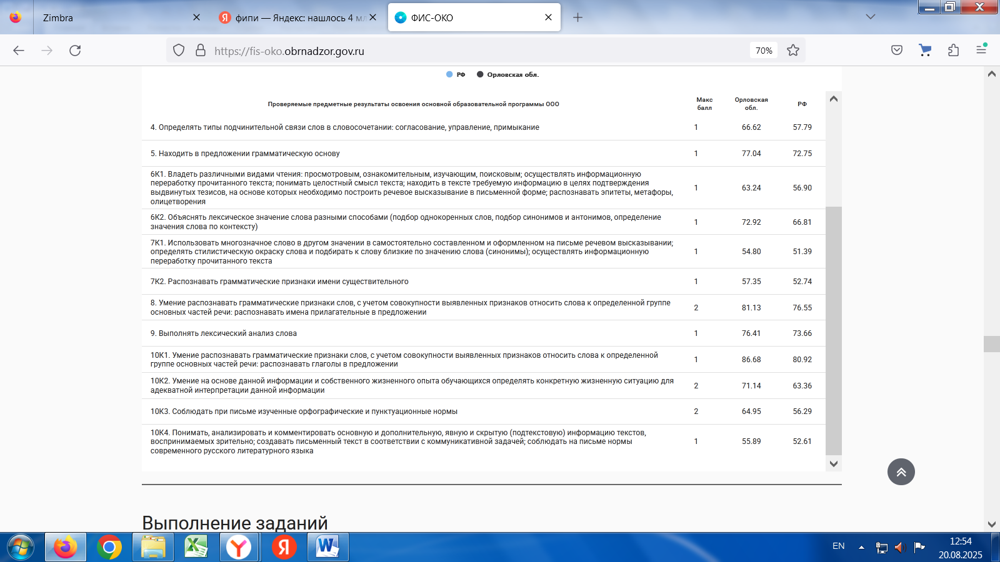 Zimbra
фипи — Яндекс: нашлось 4 мл
ФИС-ОКО
https://fis-oko.obrnadzor.gov.ru
70%
РФ Орловская обл.
Проверяемые предметные результаты освоения основной образовательной программы ООО
Макс балл
Орловская обл.
РФ
4. Определять типы подчинительной связи слов в словосочетании: согласование, управление, примыкание 1 66.62 57.79
5. Находить в предложении грамматическую основу 1 77.04 72.75
6К1. Владеть различными видами чтения: просмотровым, ознакомительным, изучающим, поисковым; осуществлять информационную
переработку прочитанного текста; понимать целостный смысл текста; находить в тексте требуемую информацию в целях подтверждения
выдвинутых тезисов, на основе которых необходимо построить речевое высказывание в письменной форме; распознавать эпитеты, метафоры,
олицетворения
1 63.24 56.90
6К2. Объяснять лексическое значение слова разными способами (подбор однокоренных слов, подбор синонимов и антонимов, определение
значения слова по контексту)
1 72.92 66.81
7К1. Использовать многозначное слово в другом значении в самостоятельно составленном и оформленном на письме речевом высказывании;
определять стилистическую окраску слова и подбирать к слову близкие по значению слова (синонимы); осуществлять информационную
переработку прочитанного текста
1 54.80 51.39
7К2. Распознавать грамматические признаки имени существительного 1 57.35 52.74
8. Умение распознавать грамматические признаки слов, с учетом совокупности выявленных признаков относить слова к определенной группе
основных частей речи: распознавать имена прилагательные в предложении
2 81.13 76.55
9. Выполнять лексический анализ слова 1 76.41 73.66
10К1. Умение распознавать грамматические признаки слов, с учетом совокупности выявленных признаков относить слова к определенной
группе основных частей речи: распознавать глаголы в предложении
1 86.68 80.92
10К2. Умение на основе данной информации и собственного жизненного опыта обучающихся определять конкретную жизненную ситуацию для
адекватной интерпретации данной информации
2 71.14 63.36
10К3. Соблюдать при письме изученные орфографические и пунктуационные нормы 2 64.95 56.29
10К4. Понимать, анализировать и комментировать основную и дополнительную, явную и скрытую (подтекстовую) информацию текстов,
воспринимаемых зрительно; создавать письменный текст в соответствии с коммуникативной задачей; соблюдать на письме нормы
современного русского литературного языка
1 55.89 52.61
Выполнение заданий
EN
12:54
20.08.2025